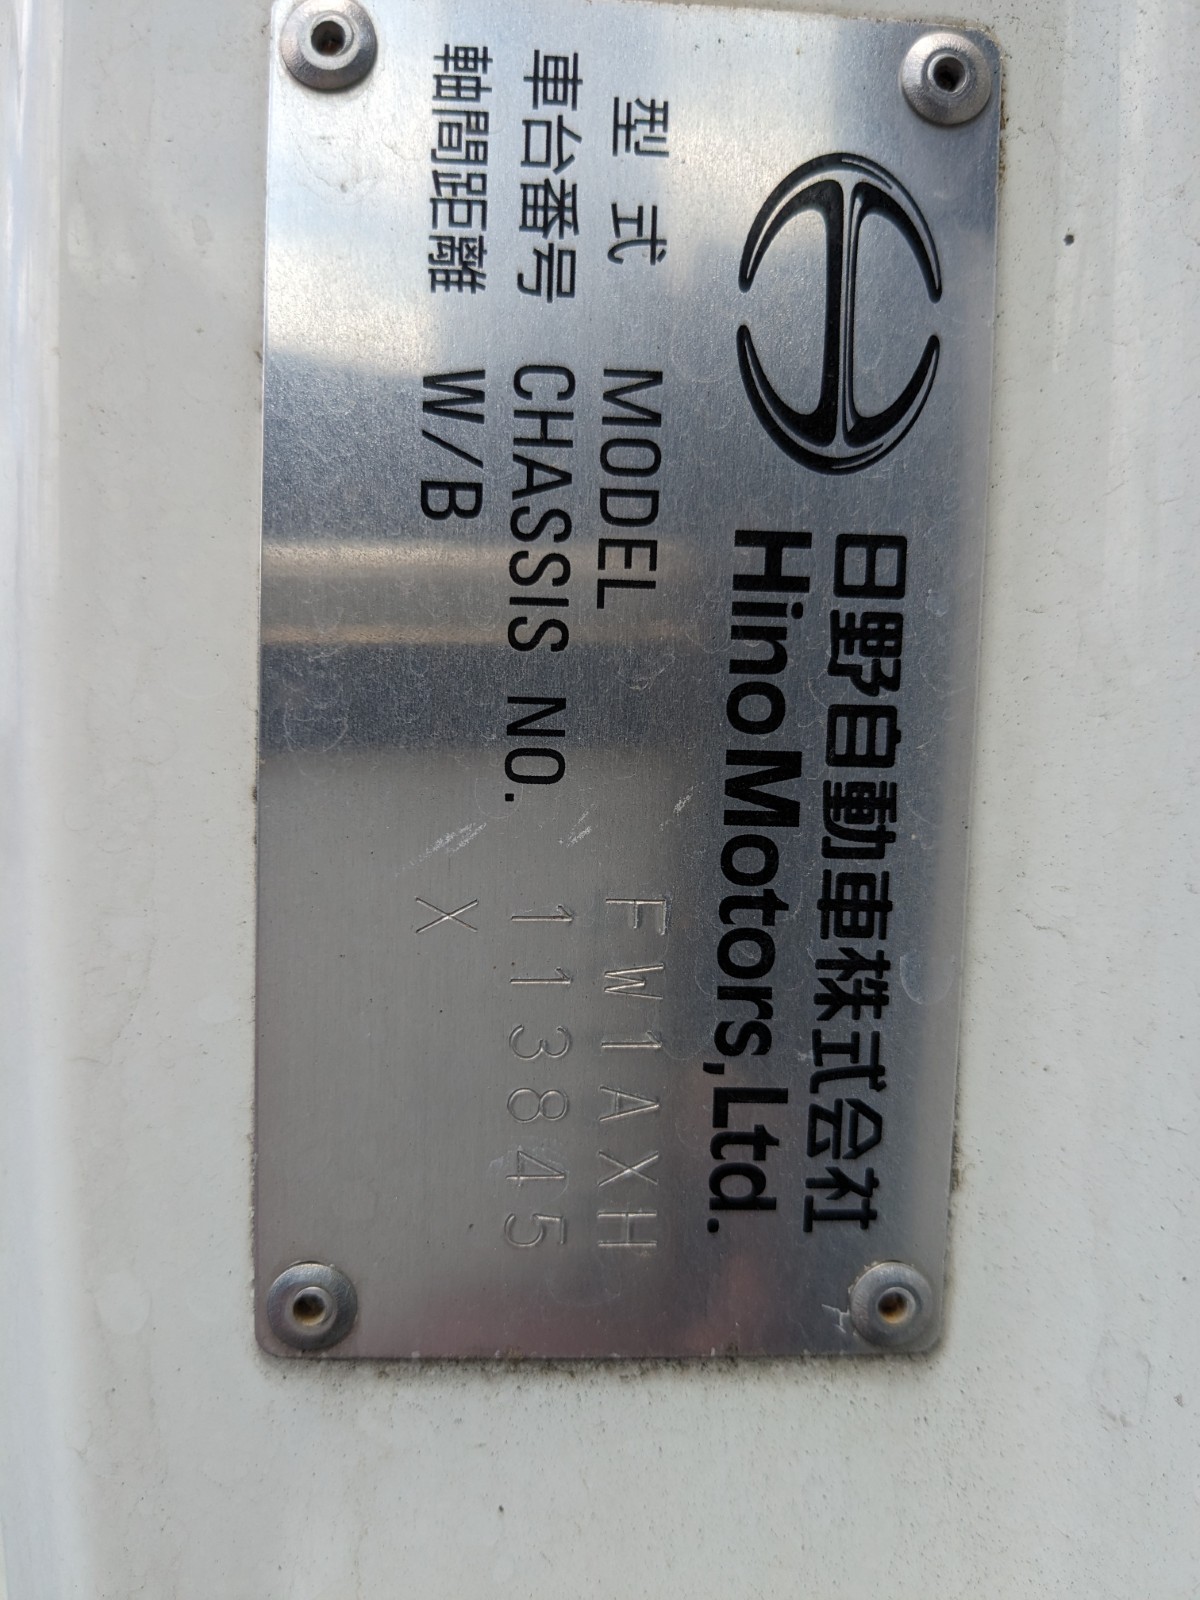 日野自動車株式会社
Hino Motors, Ltd.
型式 MODEL FW1AXH
車台番号 CHASSIS NO. 113845
軸間距離 W/B X